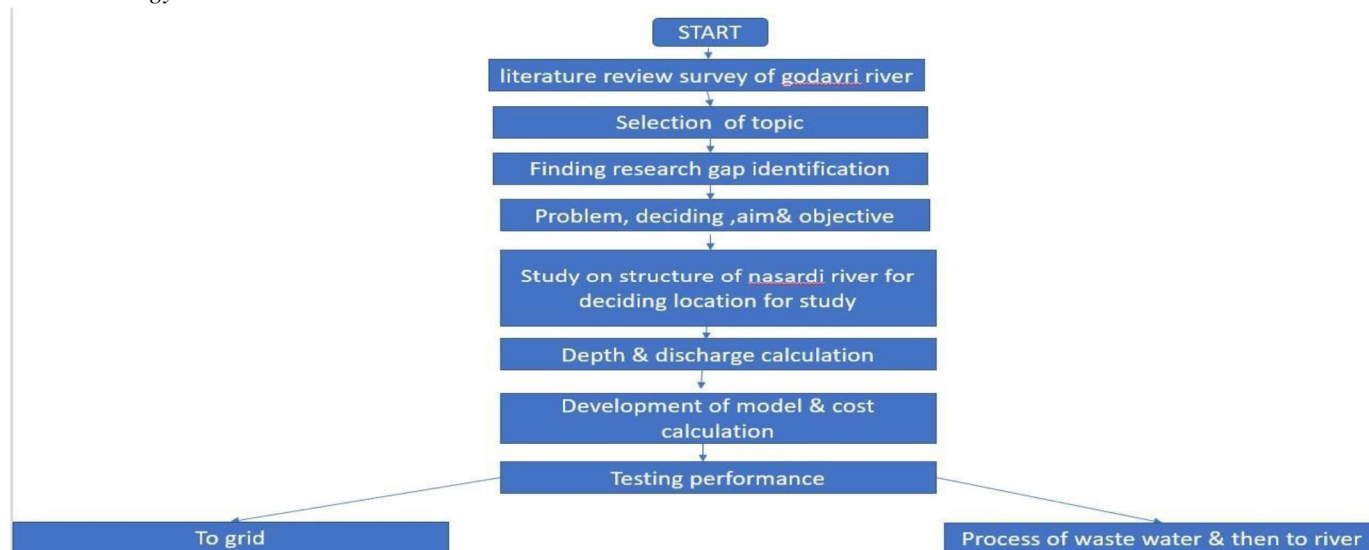 START
literature review survey of godavri river
Selection of topic
Finding research gap identification
Problem, deciding ,aim& objective
Study on structure of nasardi river for
deciding location for study
Depth & discharge calculation
Development of model & cost
calculation
Testing performance
To grid
Process of waste water & then to river